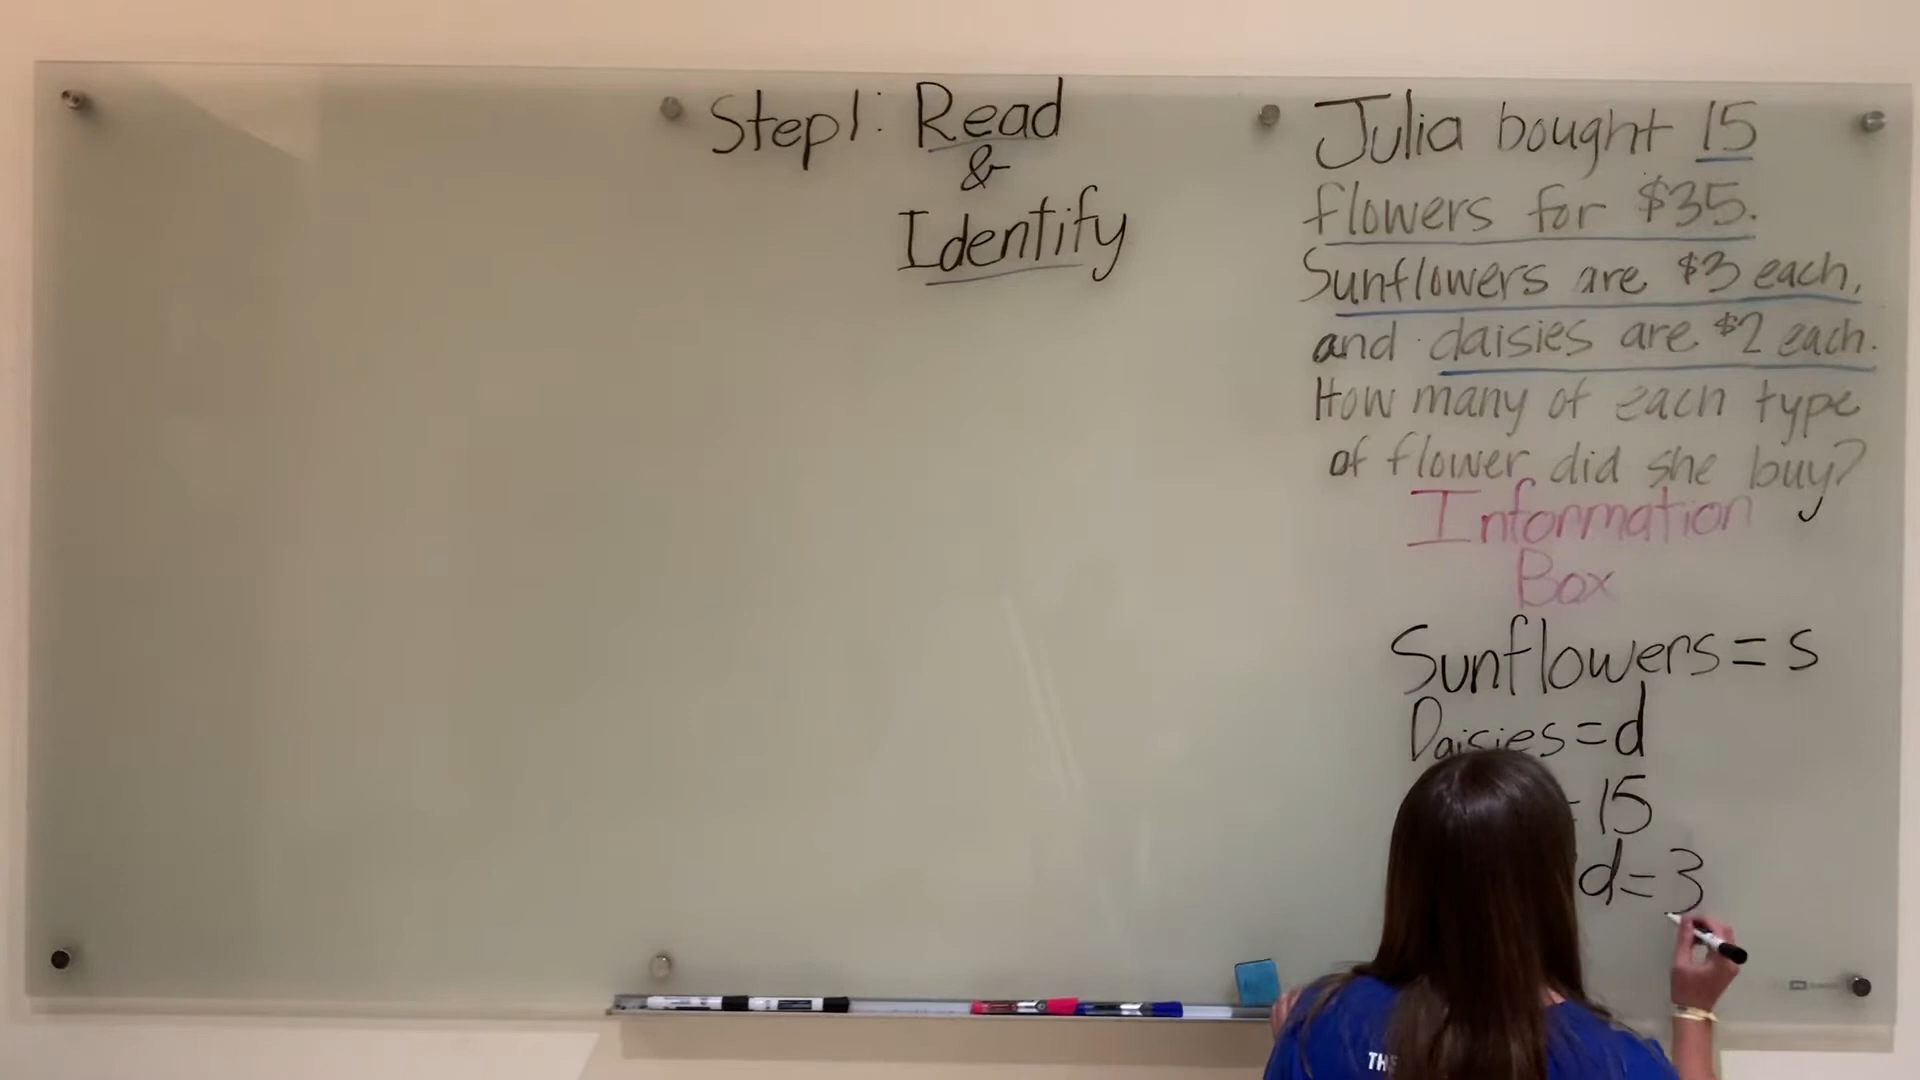 Step 1: Read
&
Identify
Julia bought 15
flowers for $35.
Sunflowers are $3 each,
and daisies are $2 each.
How many of each type
of flower did she buy?
Information
Box
Sunflowers = s
Daisies = d
= 15
d = 3
THE